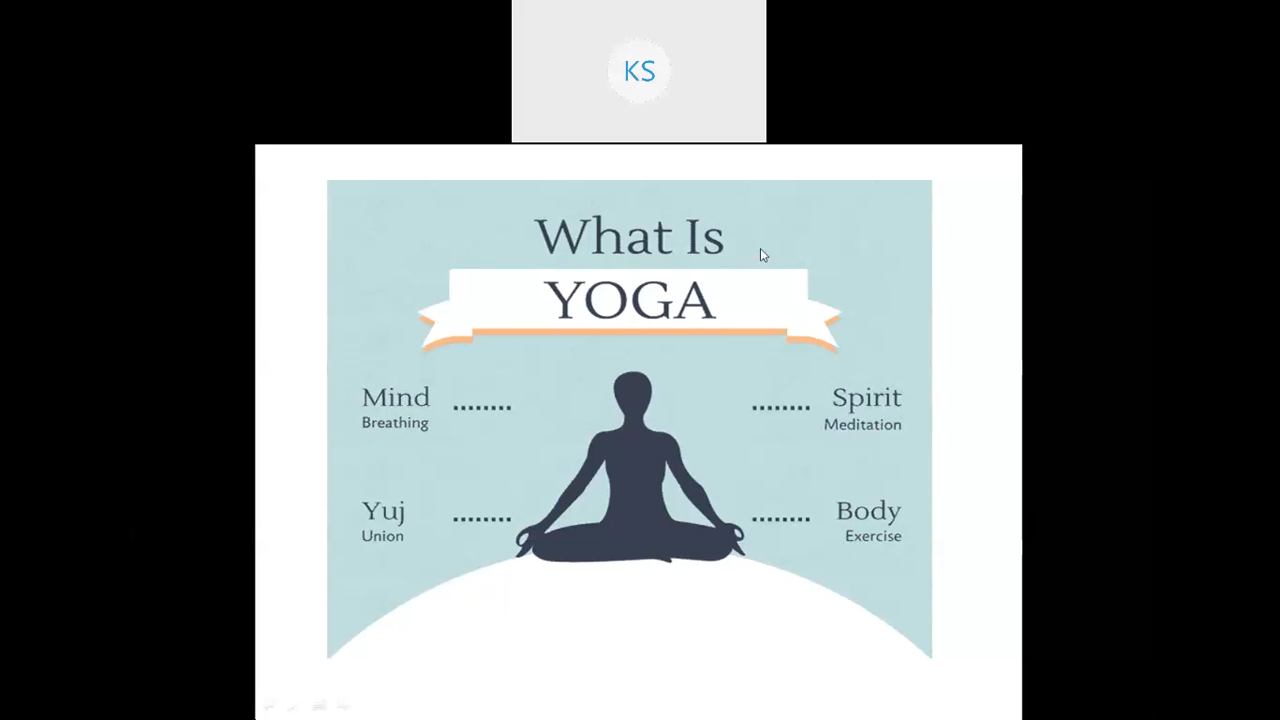 KS
What Is
YOGA
Mind
Breathing
Spirit
Meditation
Yuj
Union
Body
Exercise